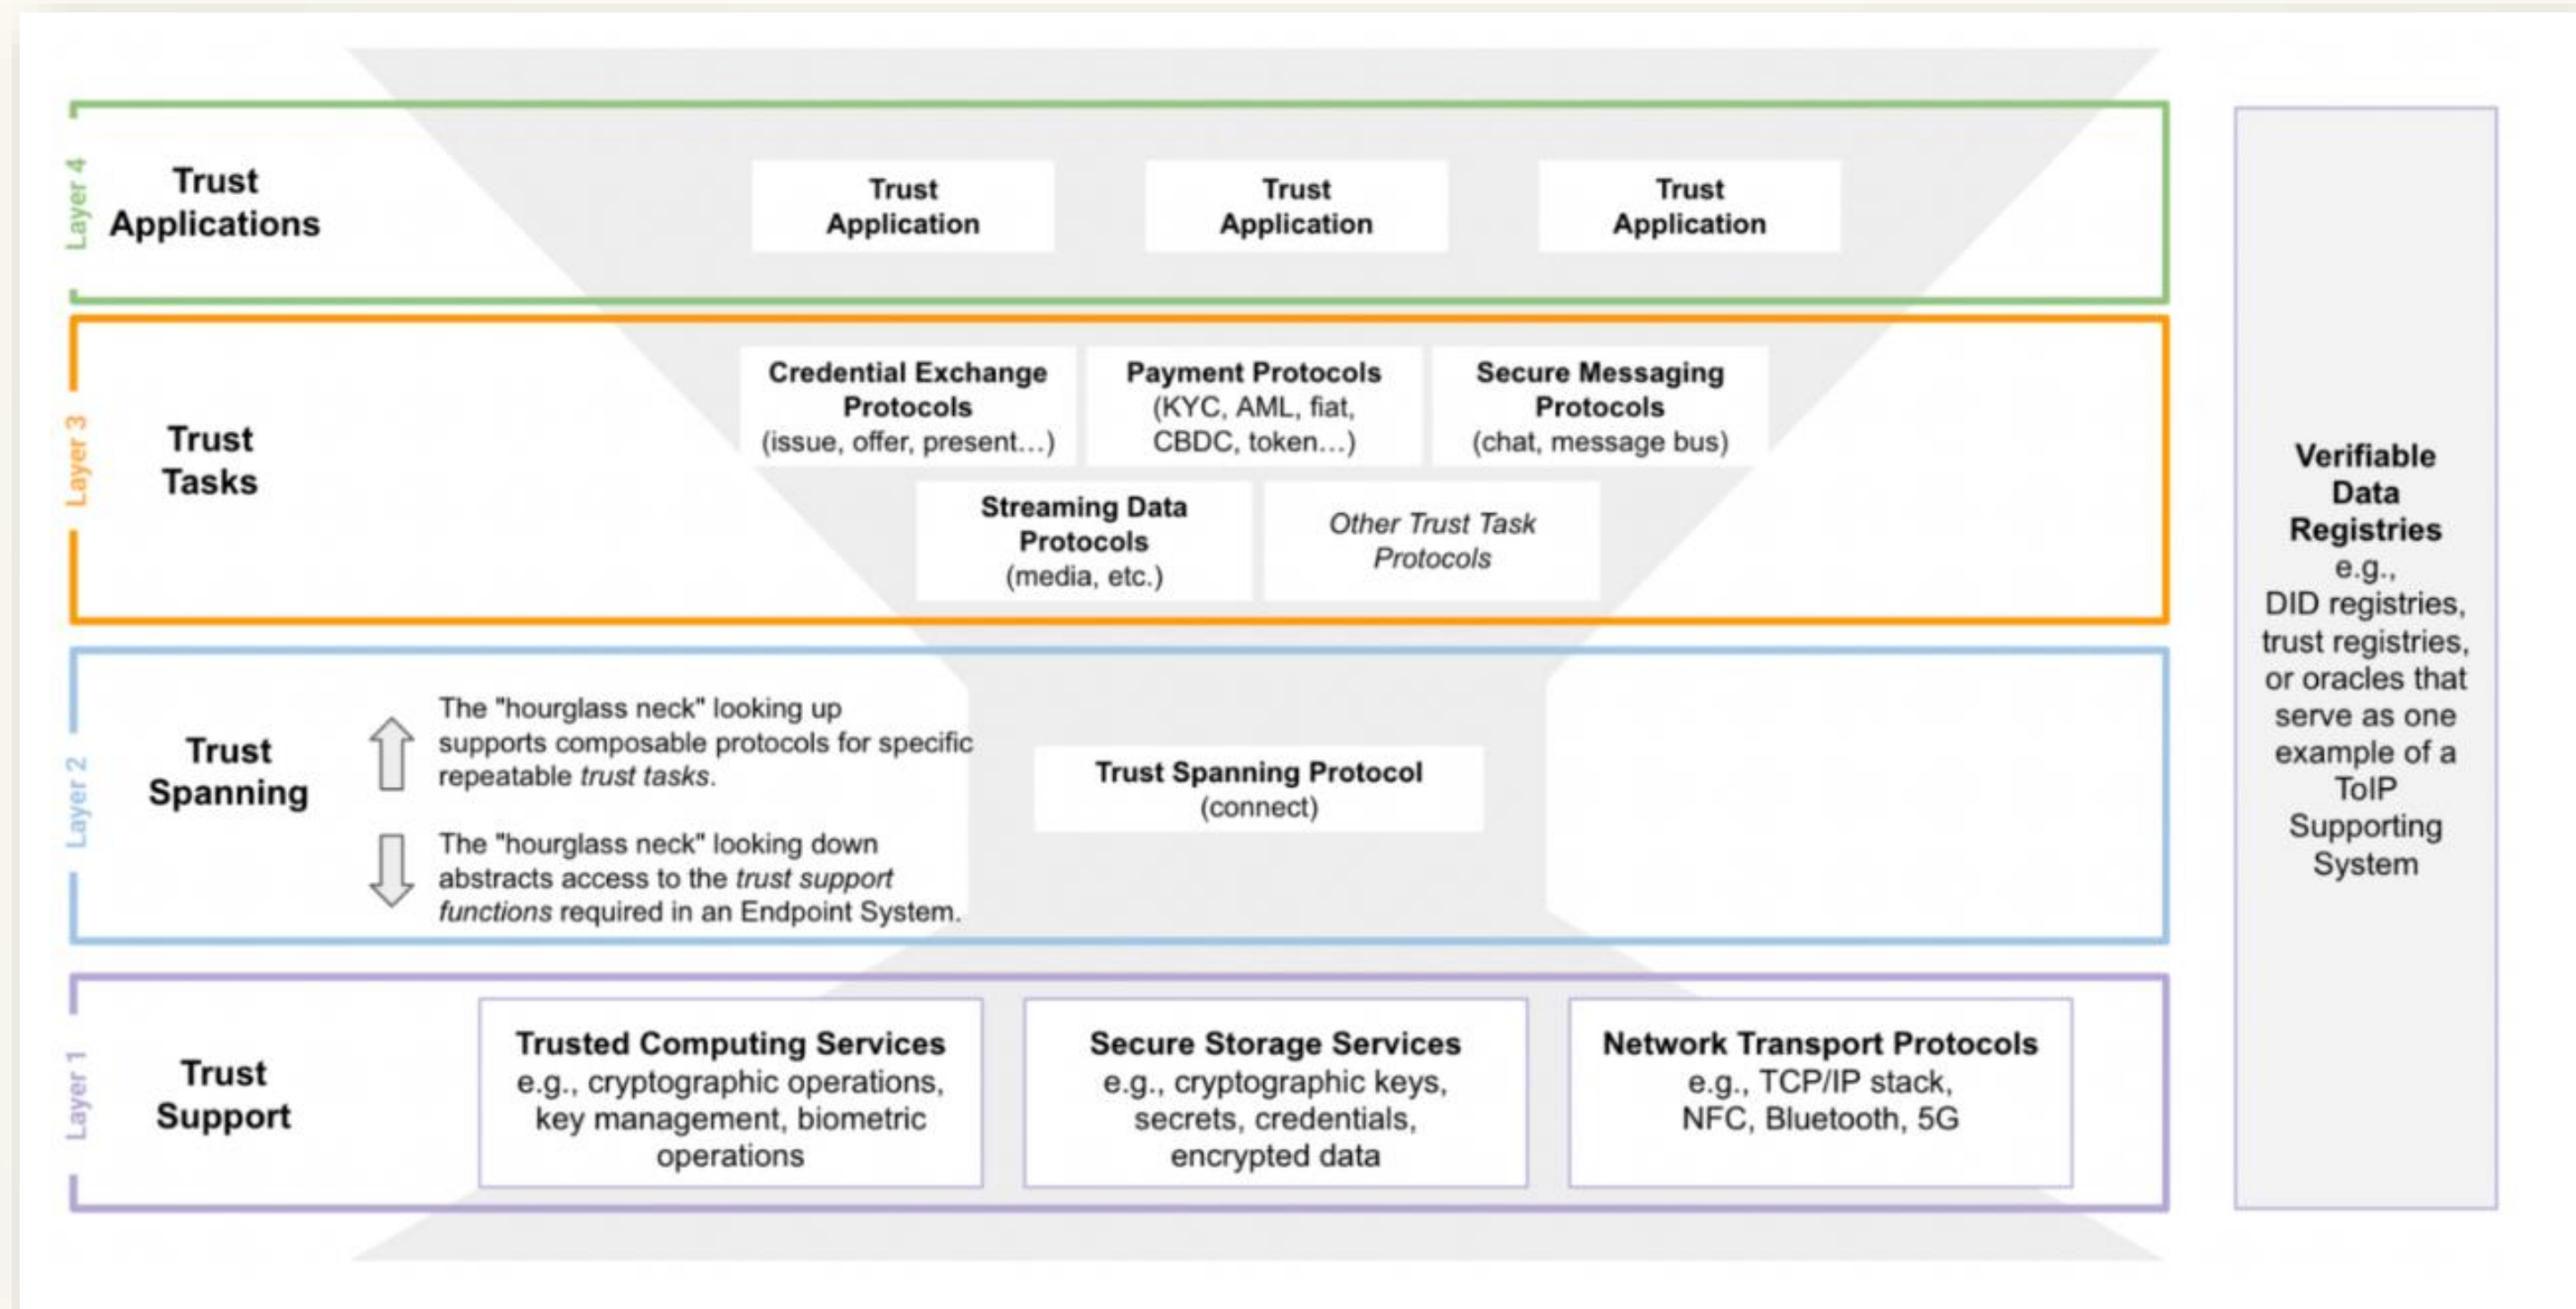 Layer 4
Trust
Applications
Trust
Application
Trust
Application
Trust
Application
Layer 3
Trust
Tasks
Credential Exchange
Protocols
(issue, offer, present...)
Payment Protocols
(KYC, AML, fiat,
CBDC, token...)
Secure Messaging
Protocols
(chat, message bus)
Streaming Data
Protocols
(media, etc.)
Other Trust Task
Protocols
Layer 2
Trust
Spanning
The "hourglass neck" looking up
supports composable protocols for specific
repeatable trust tasks.
The "hourglass neck" looking down
abstracts access to the trust support
functions required in an Endpoint System.
Trust Spanning Protocol
(connect)
Layer 1
Trust
Support
Trusted Computing Services
e.g., cryptographic operations,
key management, biometric
operations
Secure Storage Services
e.g., cryptographic keys,
secrets, credentials,
encrypted data
Network Transport Protocols
e.g., TCP/IP stack,
NFC, Bluetooth, 5G
Verifiable
Data
Registries
e.g.,
DID registries,
trust registries,
or oracles that
serve as one
example of a
ToIP
Supporting
System